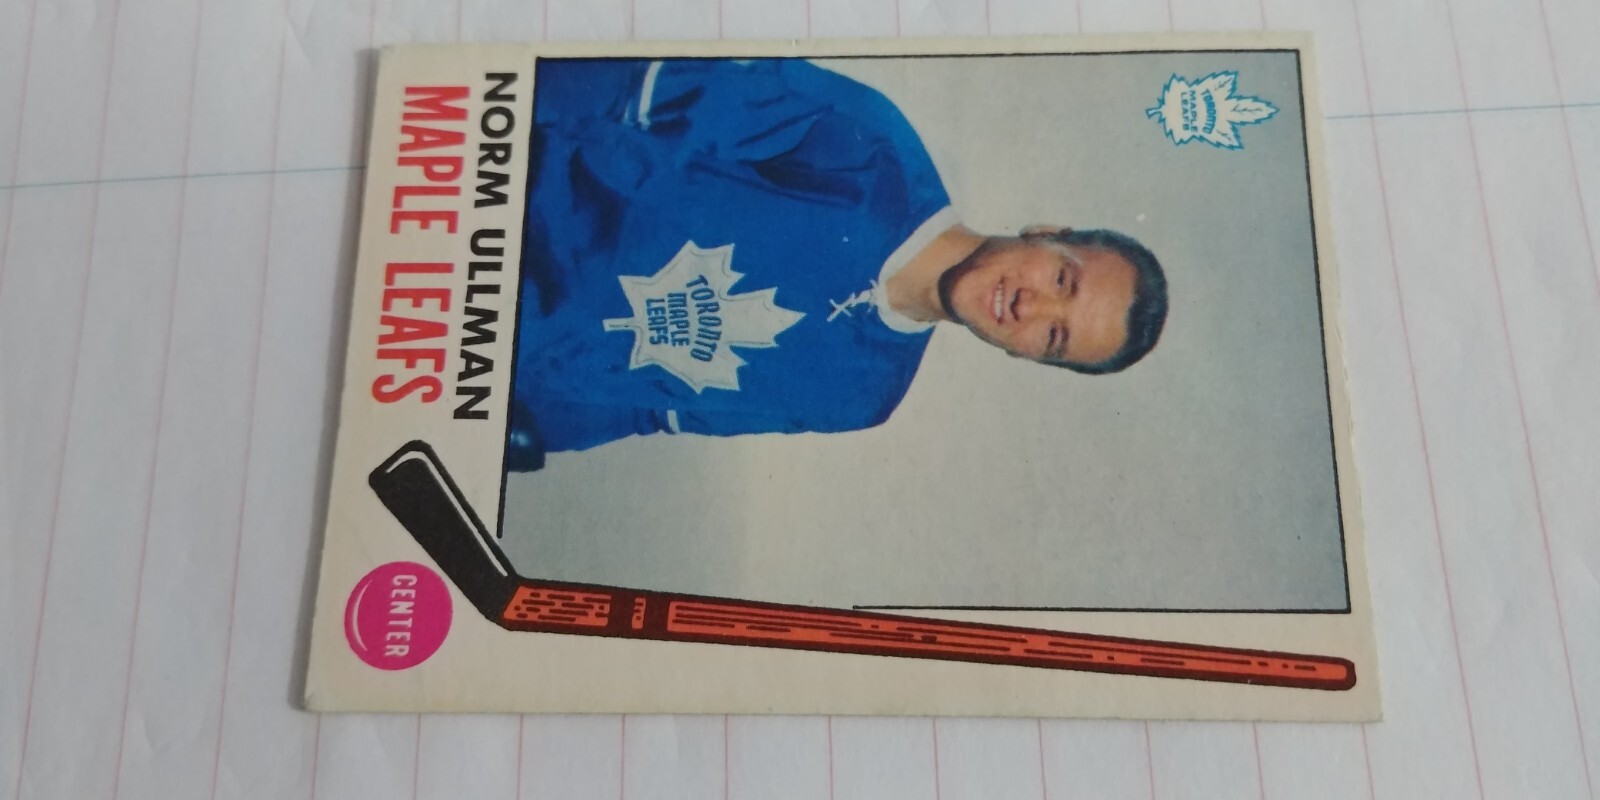 TORONTO
MAPLE
LEAFS
TORONTO
MAPLE
LEAFS
NORM ULLMAN
MAPLE LEAFS
CENTER